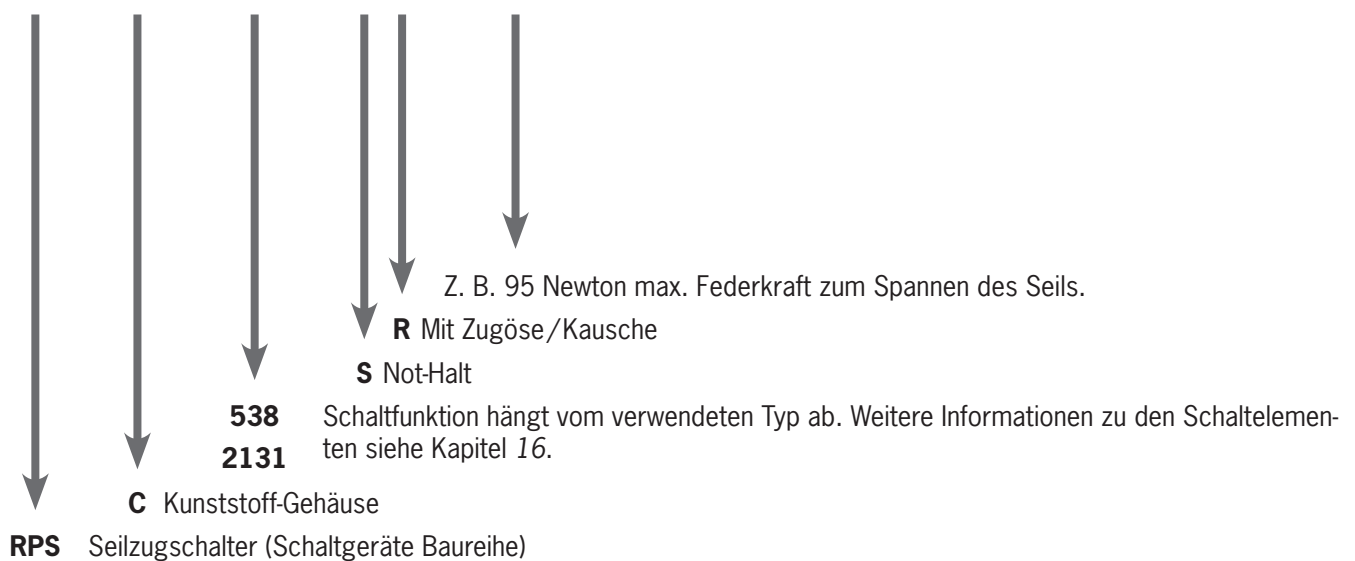 Z. B. 95 Newton max. Federkraft zum Spannen des Seils.
R Mit Zugöse/Kausche
S Not-Halt
538 Schaltfunktion hängt vom verwendeten Typ ab. Weitere Informationen zu den Schaltelemen-
2131 ten siehe Kapitel 16.
C Kunststoff-Gehäuse
RPS Seilzugschalter (Schaltgeräte Baureihe)